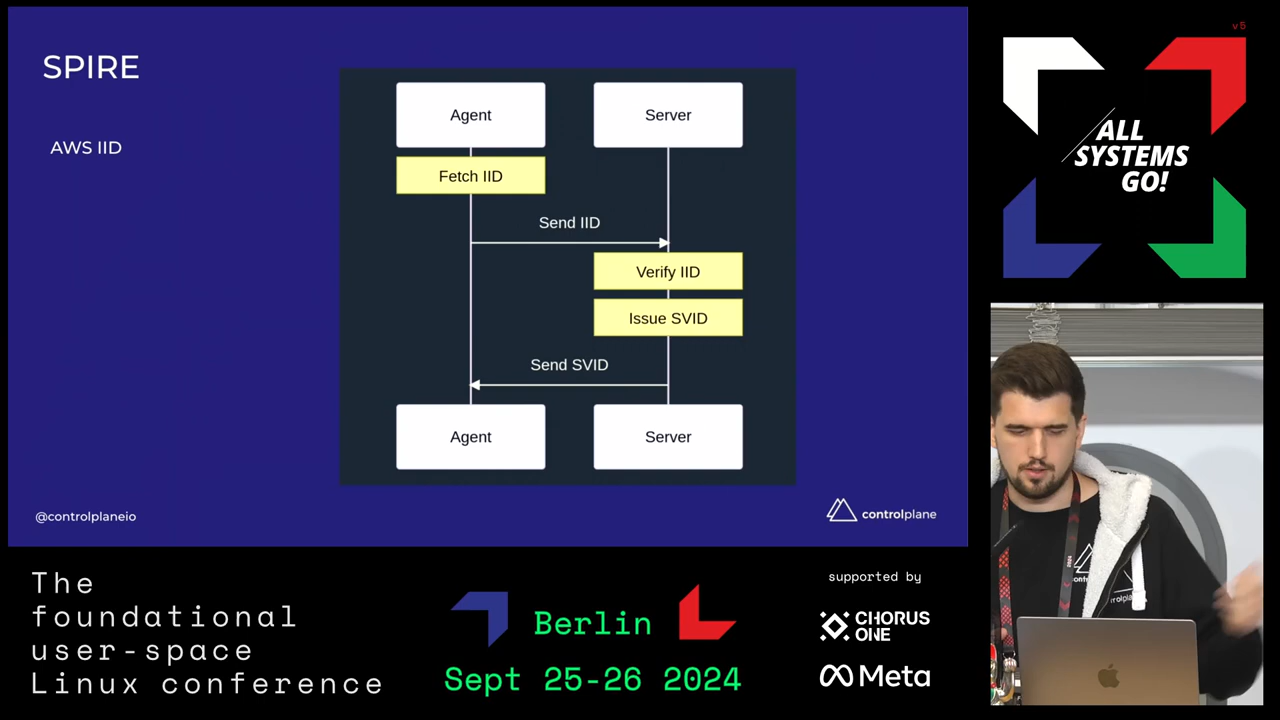 SPIRE
AWS IID
Agent
Server
Fetch IID
Send IID
Verify IID
Issue SVID
Send SVID
Agent
Server
@controlplaneio
controlplane
v5
ALL
SYSTEMS
GO!
The
foundational
user-space
Linux conference
Berlin
Sept 25-26 2024
supported by
CHORUS
ONE
Meta